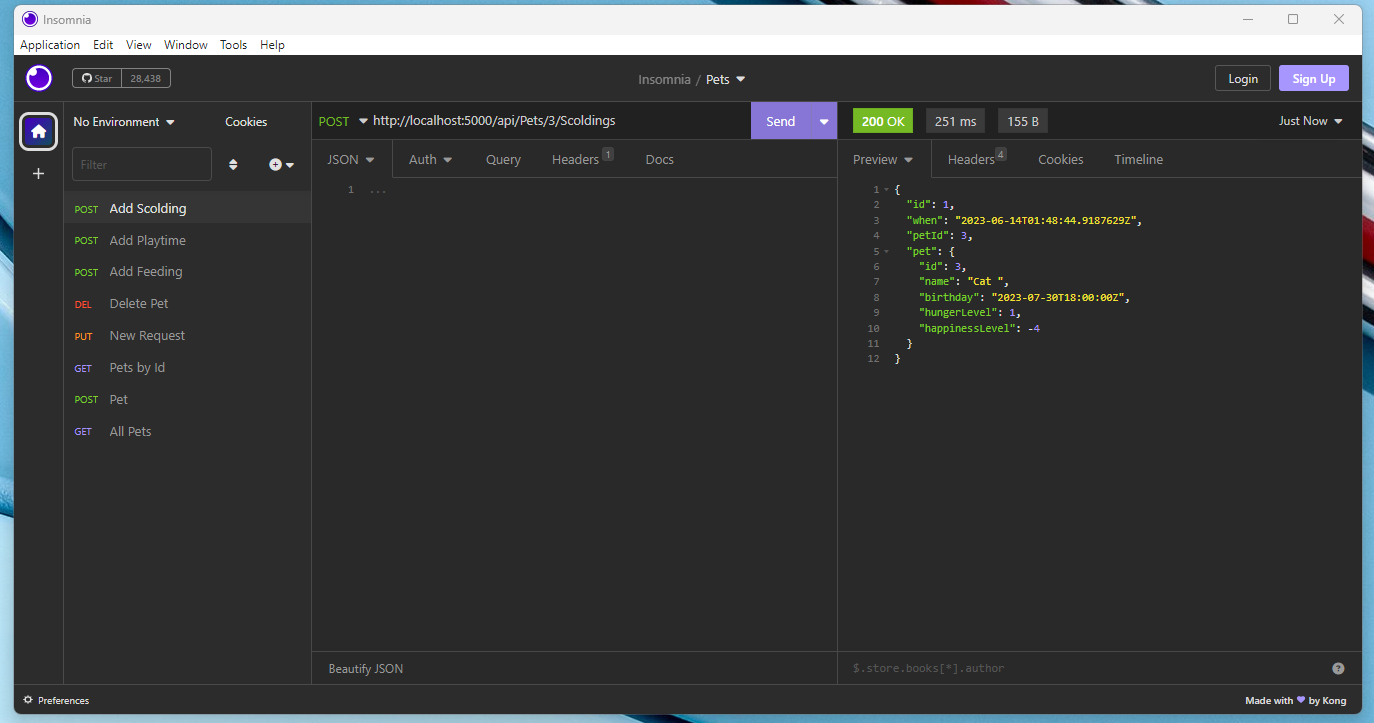 Insomnia
Application Edit View Window Tools Help
Star 28,438
Insomnia / Pets
Login Sign Up
No Environment Cookies
Filter
POST Add Scolding
POST Add Playtime
POST Add Feeding
DEL Delete Pet
PUT New Request
GET Pets by Id
POST Pet
GET All Pets
POST http://localhost:5000/api/Pets/3/Scoldings Send
JSON Auth Query Headers 1 Docs
1 ...
Beautify JSON
200 OK 251 ms 155 B Just Now
Preview Headers 4 Cookies Timeline
1 {
2 "id": 1,
3 "when": "2023-06-14T01:48:44.9187629Z",
4 "petId": 3,
5 "pet": {
6 "id": 3,
7 "name": "Cat ",
8 "birthday": "2023-07-30T18:00:00Z",
9 "hungerLevel": 1,
10 "happinessLevel": -4
11 }
12 }
$.store.books[*].author ?
Preferences
Made with by Kong